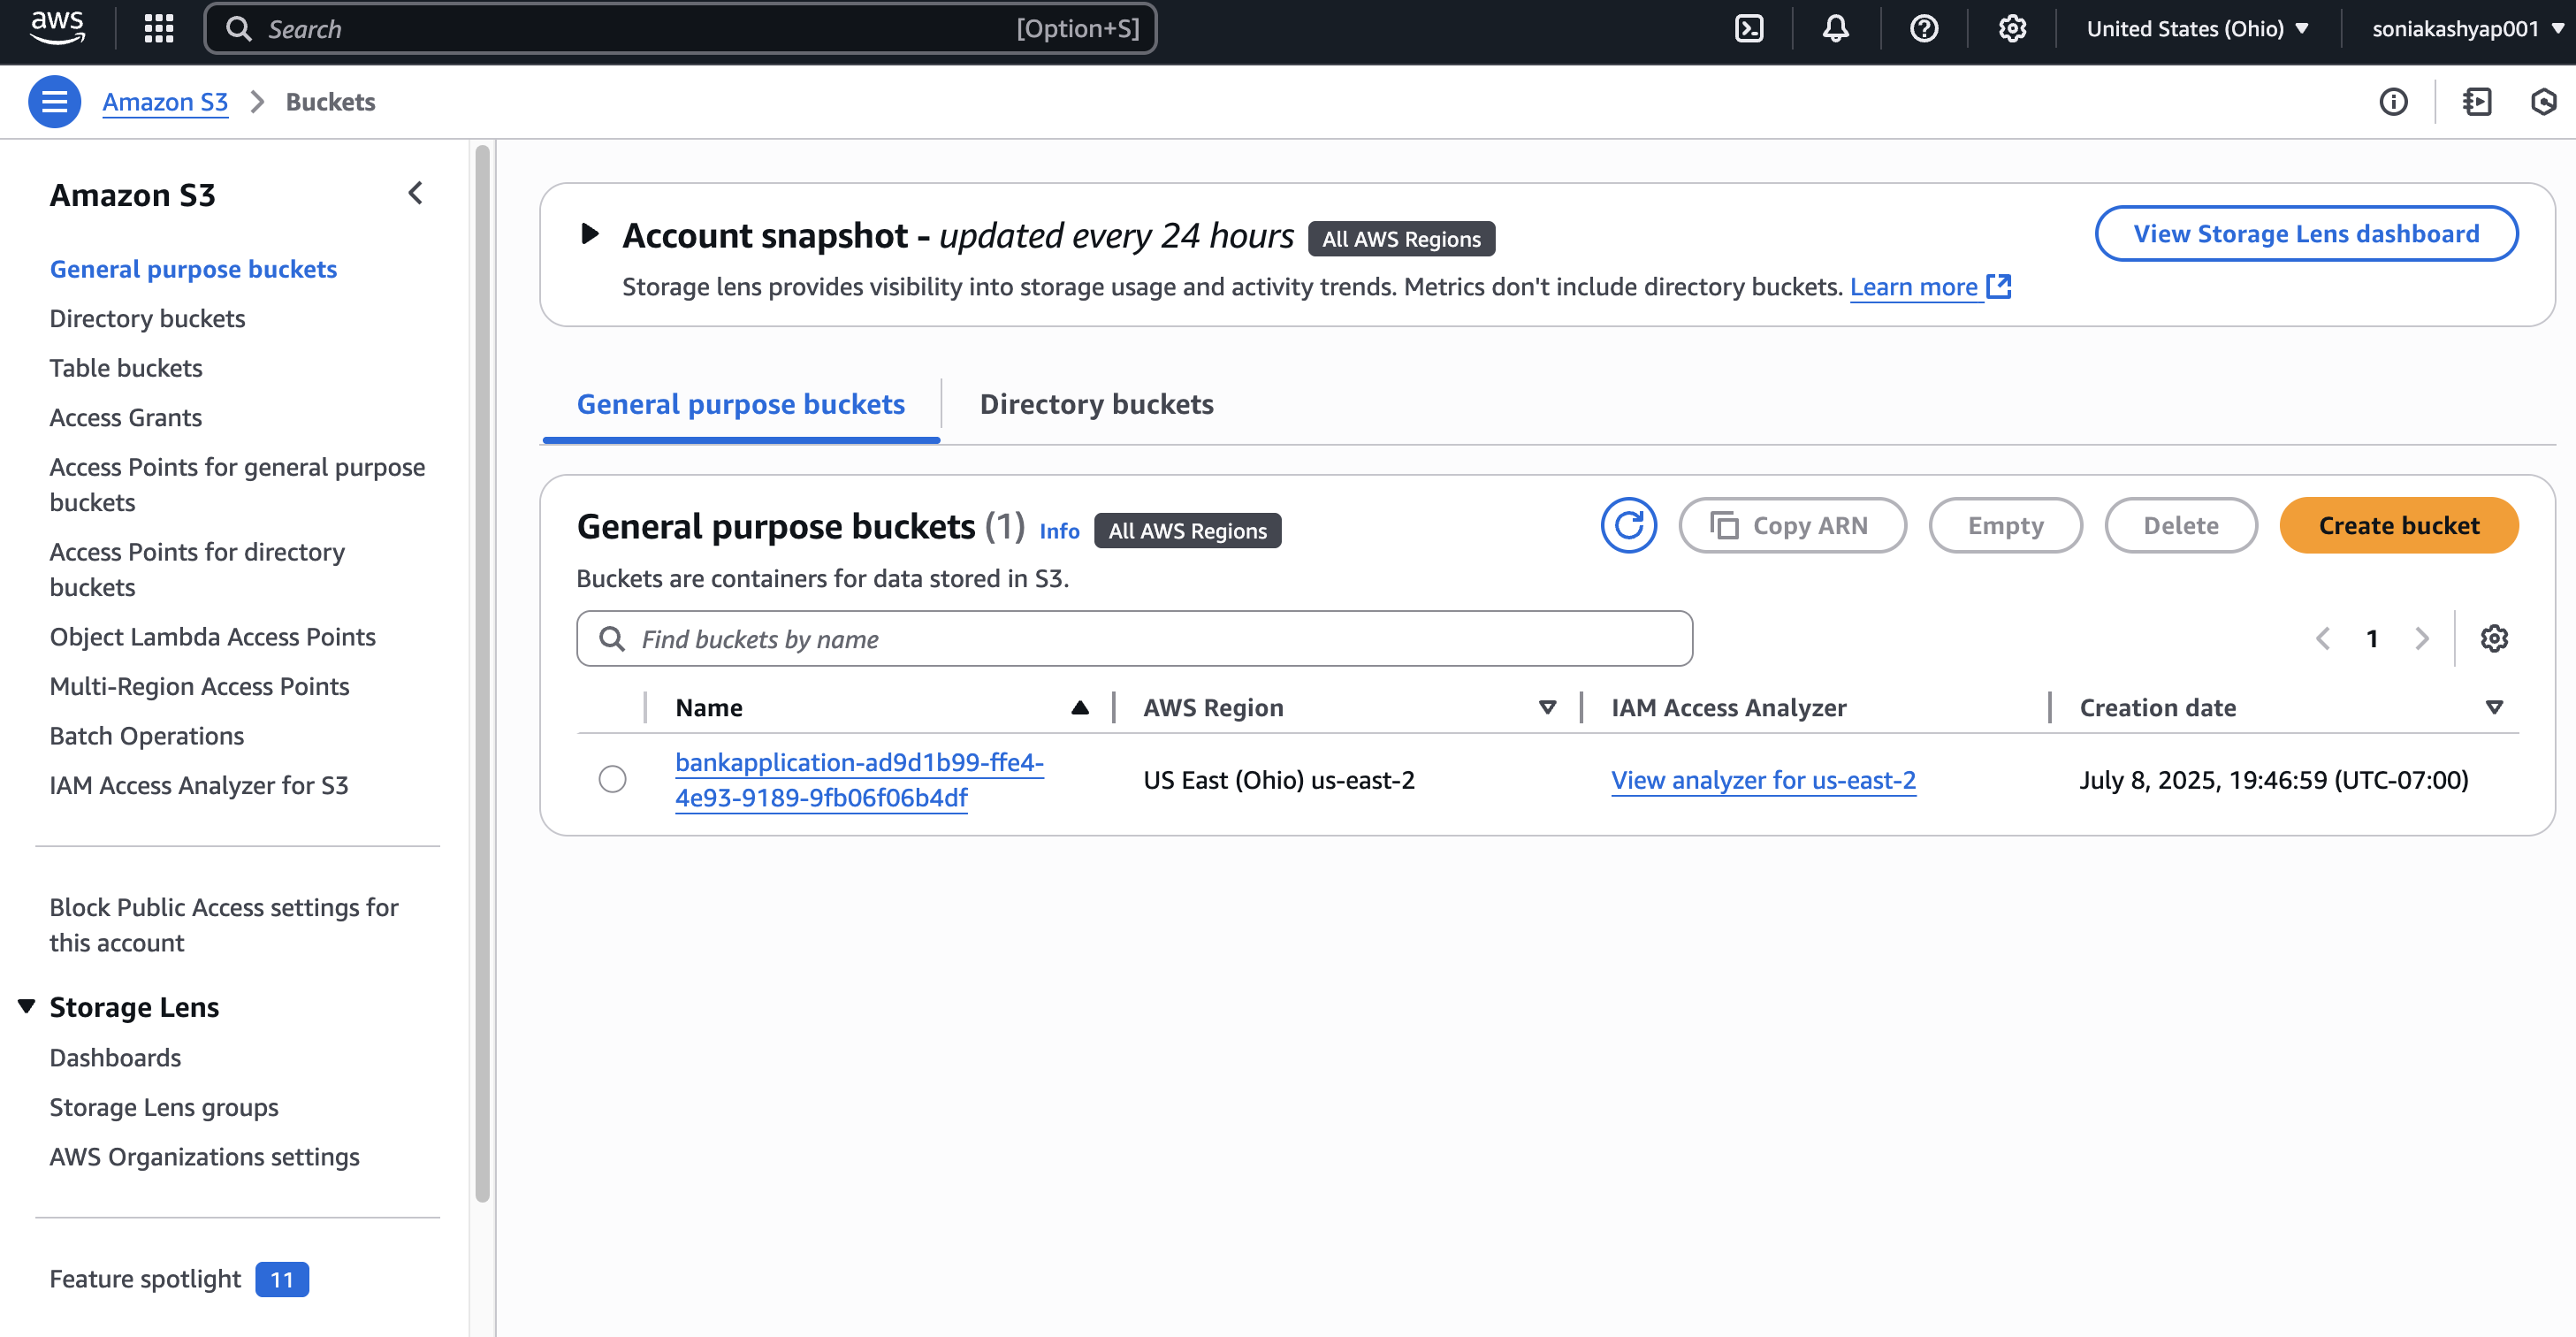 aws
Search
[Option+S]
United States (Ohio)
soniakashyap001
Amazon S3
Buckets
Amazon S3
General purpose buckets
Directory buckets
Table buckets
Access Grants
Access Points for general purpose
buckets
Access Points for directory
buckets
Object Lambda Access Points
Multi-Region Access Points
Batch Operations
IAM Access Analyzer for S3
Block Public Access settings for
this account
Storage Lens
Dashboards
Storage Lens groups
AWS Organizations settings
Feature spotlight 11
Account snapshot - updated every 24 hours All AWS Regions
View Storage Lens dashboard
Storage lens provides visibility into storage usage and activity trends. Metrics don't include directory buckets. Learn more
General purpose buckets
Directory buckets
General purpose buckets (1) Info All AWS Regions
Copy ARN
Empty
Delete
Create bucket
Buckets are containers for data stored in S3.
Find buckets by name
1
Name
AWS Region
IAM Access Analyzer
Creation date
bankapplication-ad9d1b99-ffe4-
4e93-9189-9fb06f06b4df
US East (Ohio) us-east-2
View analyzer for us-east-2
July 8, 2025, 19:46:59 (UTC-07:00)